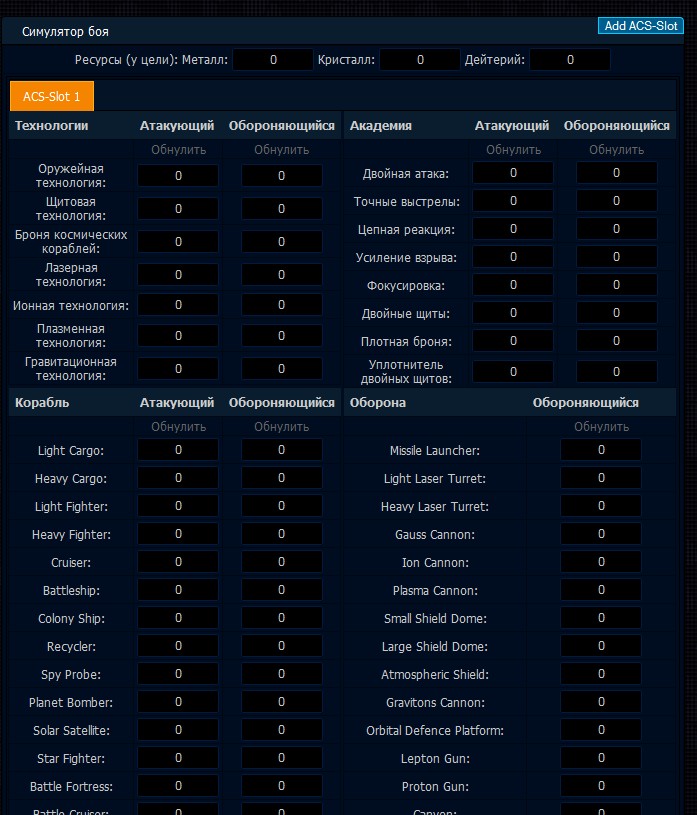 Симулятор боя
Add ACS-Slot
Ресурсы (у цели): Металл: 0 Кристалл: 0 Дейтерий: 0
ACS-Slot 1
Технологии Атакующий Обороняющийся Академия Атакующий Обороняющийся
Обнулить Обнулить Обнулить Обнулить
Оружейная технология: 0 0 Двойная атака: 0 0
Щитовая технология: 0 0 Точные выстрелы: 0 0
Броня космических кораблей: 0 0 Цепная реакция: 0 0
Лазерная технология: 0 0 Усиление взрыва: 0 0
Ионная технология: 0 0 Фокусировка: 0 0
Плазменная технология: 0 0 Двойные щиты: 0 0
Гравитационная технология: 0 0 Плотная броня: 0 0
Уплотнитель двойных щитов: 0 0
Корабль Атакующий Обороняющийся Оборона Обороняющийся
Обнулить Обнулить Обнулить
Light Cargo: 0 0 Missile Launcher: 0
Heavy Cargo: 0 0 Light Laser Turret: 0
Light Fighter: 0 0 Heavy Laser Turret: 0
Heavy Fighter: 0 0 Gauss Cannon: 0
Cruiser: 0 0 Ion Cannon: 0
Battleship: 0 0 Plasma Cannon: 0
Colony Ship: 0 0 Small Shield Dome: 0
Recycler: 0 0 Large Shield Dome: 0
Spy Probe: 0 0 Atmospheric Shield: 0
Planet Bomber: 0 0 Gravitons Cannon: 0
Solar Satellite: 0 0 Orbital Defence Platform: 0
Star Fighter: 0 0 Lepton Gun: 0
Battle Fortress: 0 0 Proton Gun: 0
Battle Cruiser: 0 0 Canyon: 0